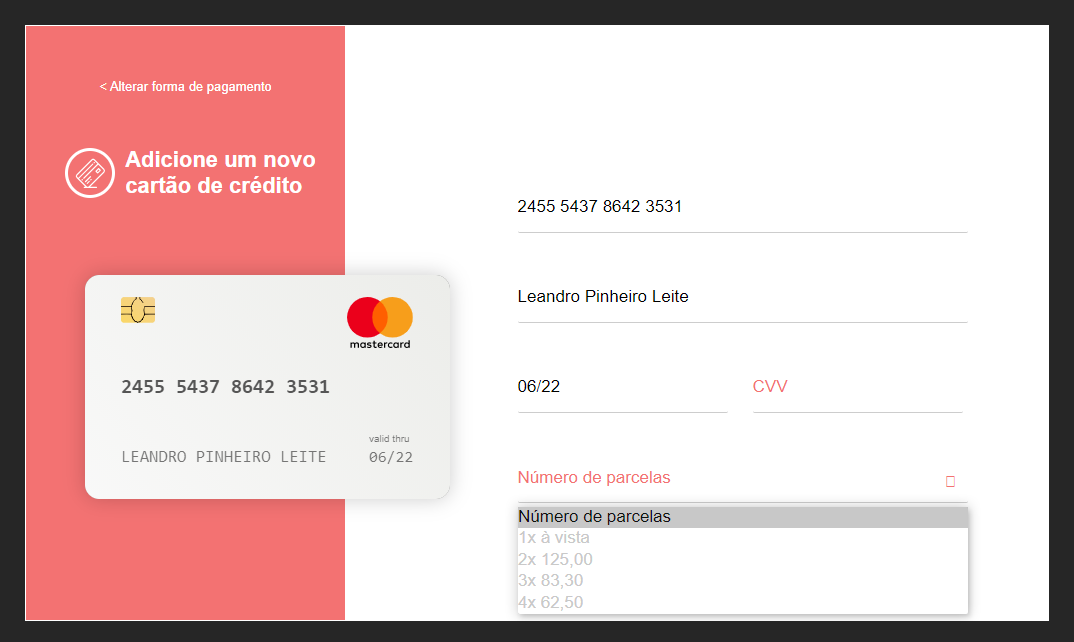 < Alterar forma de pagamento
Adicione um novo
cartão de crédito
mastercard
2455 5437 8642 3531
valid thru
LEANDRO PINHEIRO LEITE 06/22
2455 5437 8642 3531
Leandro Pinheiro Leite
06/22 CVV
Número de parcelas
Número de parcelas
1x à vista
2x 125,00
3x 83,30
4x 62,50